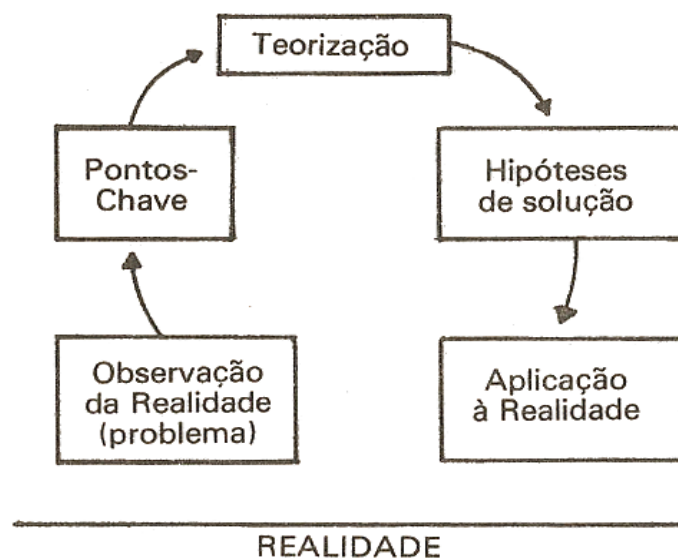 Teorização
Pontos-
Chave
Hipóteses
de solução
Observação
da Realidade
(problema)
Aplicação
à Realidade
REALIDADE